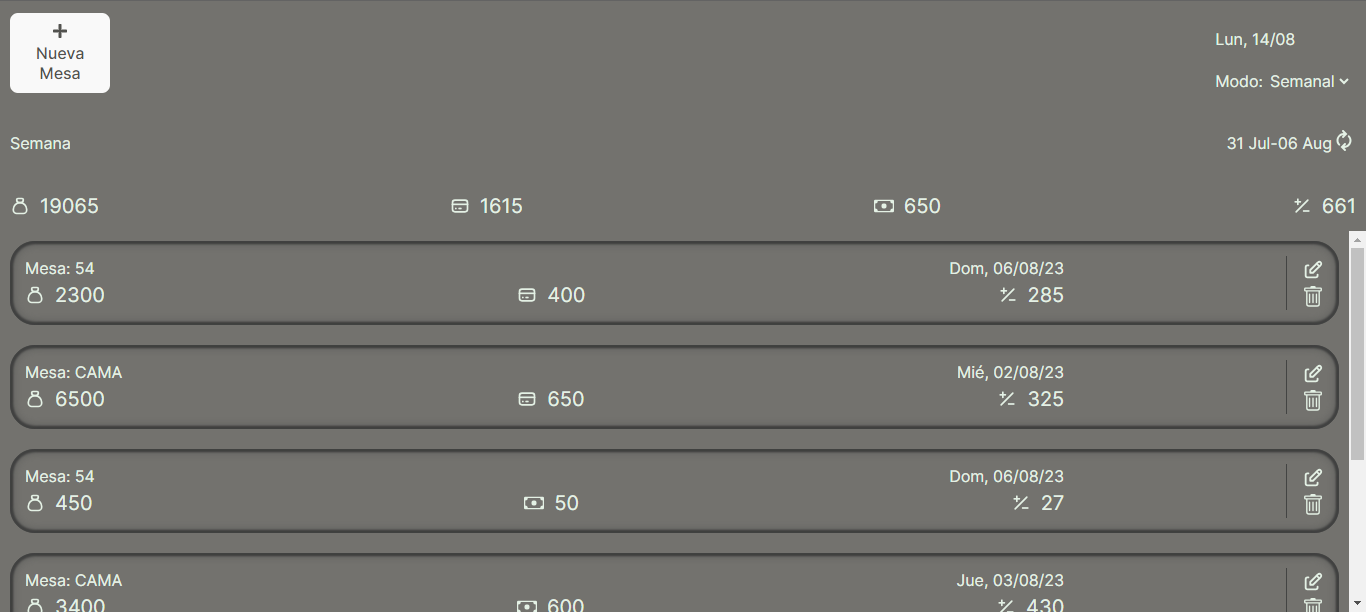 Nueva
Mesa
Lun, 14/08
Modo: Semanal
Semana
31 Jul-06 Aug
19065 1615 650 661
Mesa: 54 Dom, 06/08/23
2300 400 285
Mesa: CAMA Mié, 02/08/23
6500 650 325
Mesa: 54 Dom, 06/08/23
450 50 27
Mesa: CAMA Jue, 03/08/23
3400 600 430